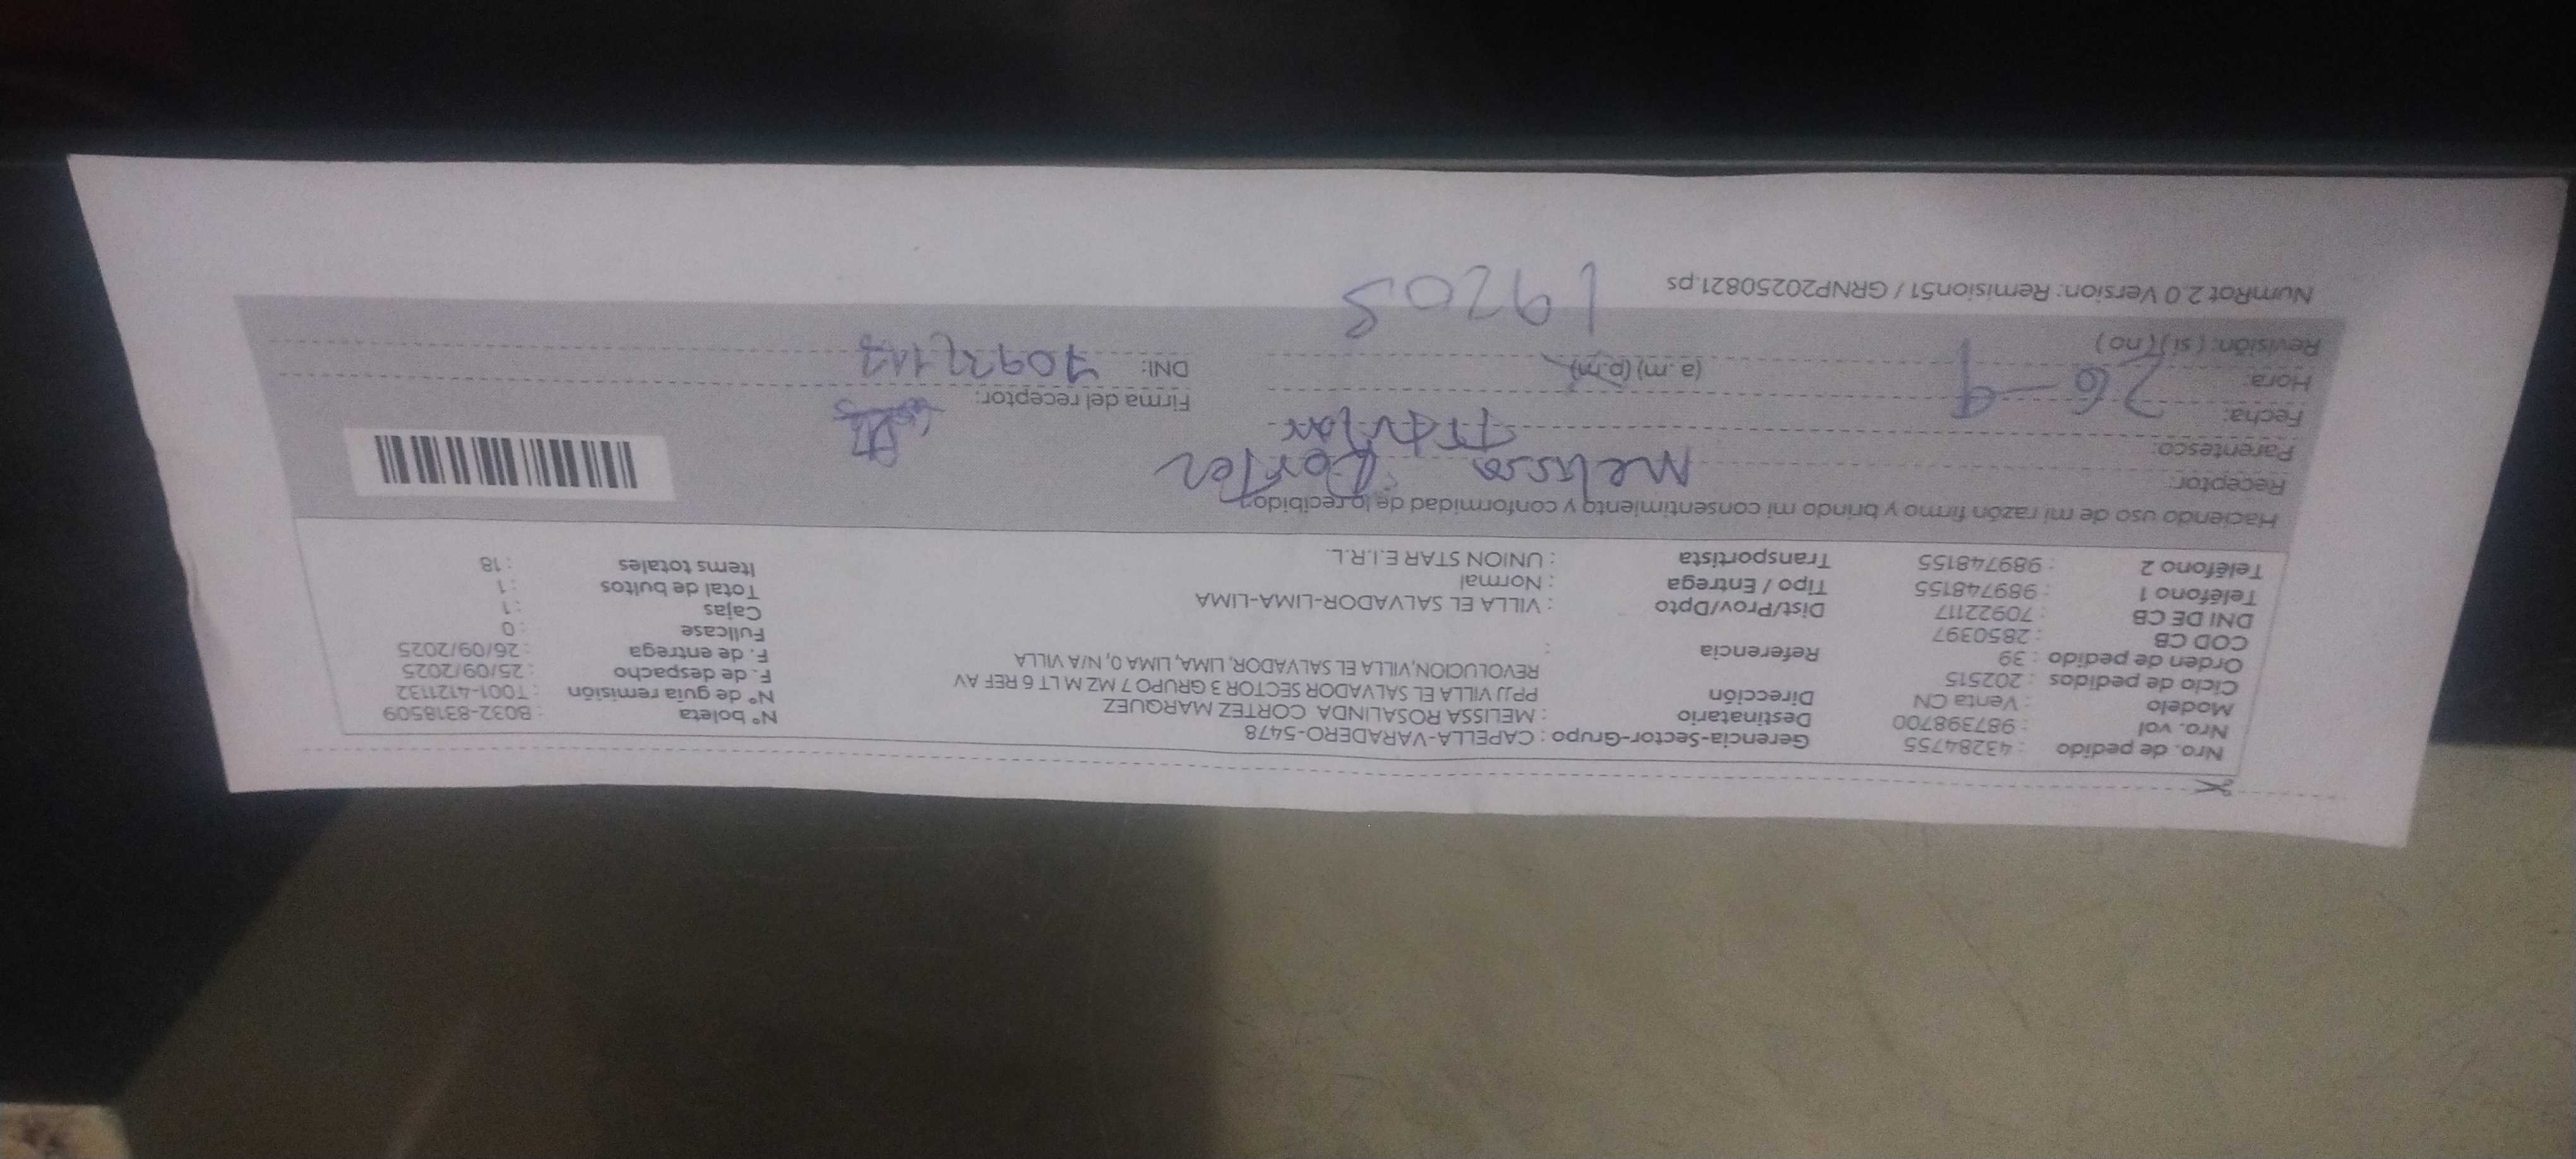 Nro. de pedido : 43284755 Gerencia-Sector-Grupo : CAPELLA-VARADERO-5478 Nº boleta : B032-8318509
Nro. vol : 987398700 Destinatario : MELISSA ROSALINDA CORTEZ MARQUEZ Nº de guía remisión : T001-4121132
Modelo : Venta CN Dirección PPJJ VILLA EL SALVADOR SECTOR 3 GRUPO 7 MZ M LT 6 REF AV F. de despacho : 25/09/2025
Ciclo de pedidos : 202515 REVOLUCION, VILLA EL SALVADOR, LIMA, LIMA 0, N/A VILLA F. de entrega : 26/09/2025
Orden de pedido : 39 Referencia : Fullcase : 0
COD CB : 2850397 Dist/Prov/Dpto : VILLA EL SALVADOR-LIMA-LIMA Cajas : 1
DNI DE CB : 70922117 Tipo / Entrega : Normal Total de bultos : 1
Teléfono 1 : 989748155 Transportista : UNION STAR E.I.R.L. Items totales : 18
Teléfono 2 : 989748155
Haciendo uso de mi razón firmo y brindo mi consentimiento y conformidad de lo recibido.
Receptor: Melissa Cortez
Parentesco: Titular
Fecha: 26-9 Firma del receptor:
Hora: (a.m) (p.m) DNI:
Revisión: (si) (no)
NumRot 2.0 Version: Remision51 / GRNP20250821.ps